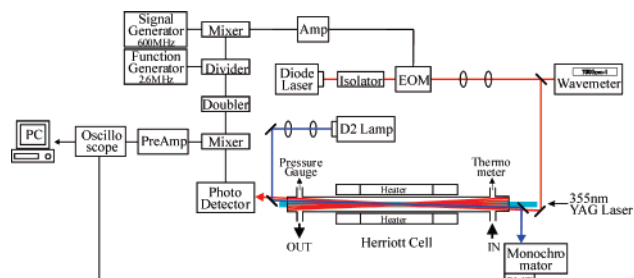 Signal
Generator
600MHz
Mixer
Amp
Function
Generator
2.6MHz
Divider
Diode
Laser
Isolator
EOM
Wavemeter
Doubler
PC
Oscillo
scope
PreAmp
Mixer
D2 Lamp
Pressure
Gauge
Heater
Thermo
meter
Photo
Detector
355nm
YAG Laser
Heater
OUT
Herriott Cell
IN
Monochro
mator